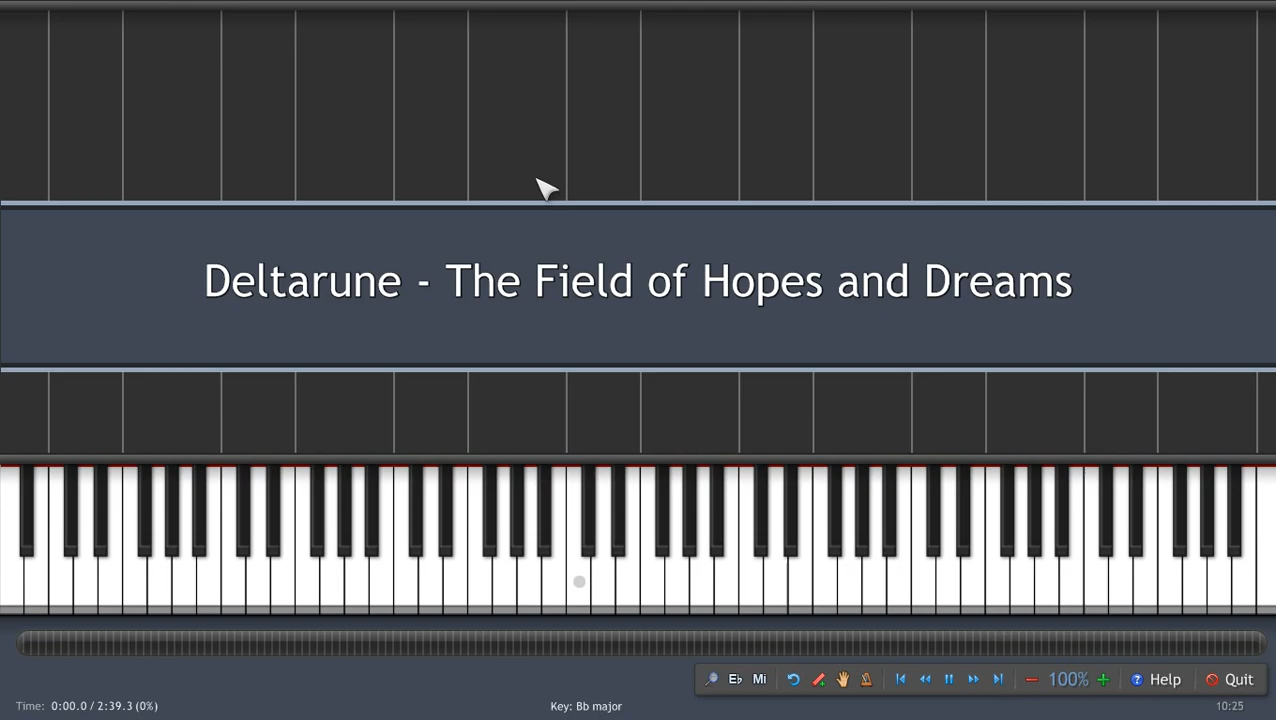 Deltarune - The Field of Hopes and Dreams
E♭ Mi 100% Help Quit
Time: 0:00.0 / 2:39.3 (0%) Key: Bb major 10:25